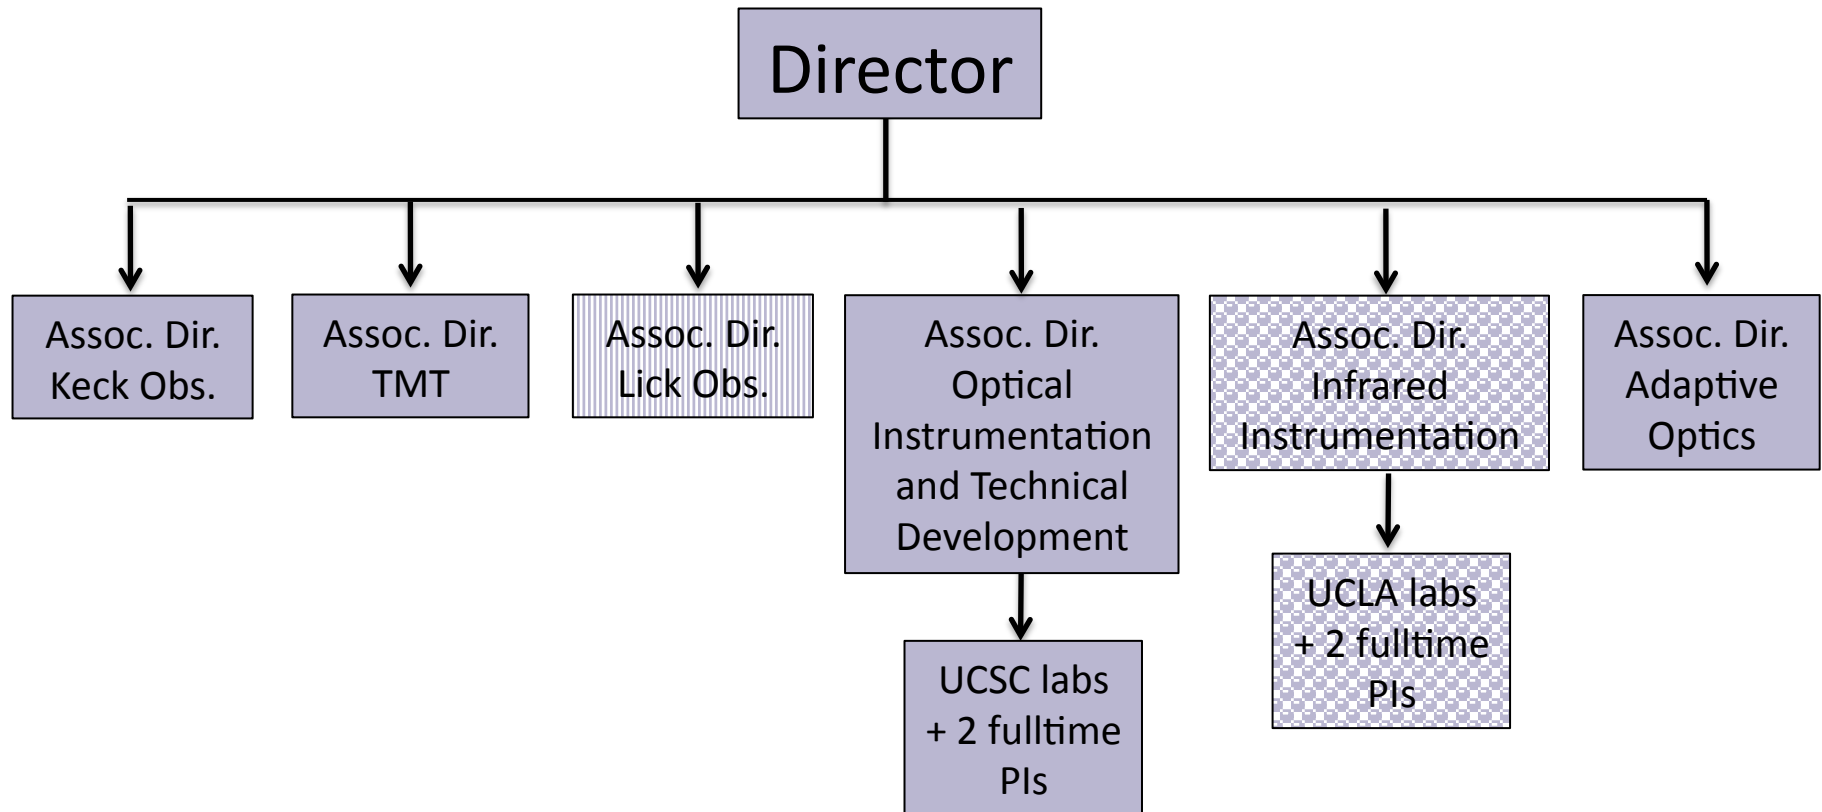 Director
Assoc. Dir.
Keck Obs.
Assoc. Dir.
TMT
Assoc. Dir.
Lick Obs.
Assoc. Dir.
Optical
Instrumentation
and Technical
Development
Assoc. Dir.
Infrared
Instrumentation
Assoc. Dir.
Adaptive
Optics
UCSC labs
+ 2 fulltime
PIs
UCLA labs
+ 2 fulltime
PIs